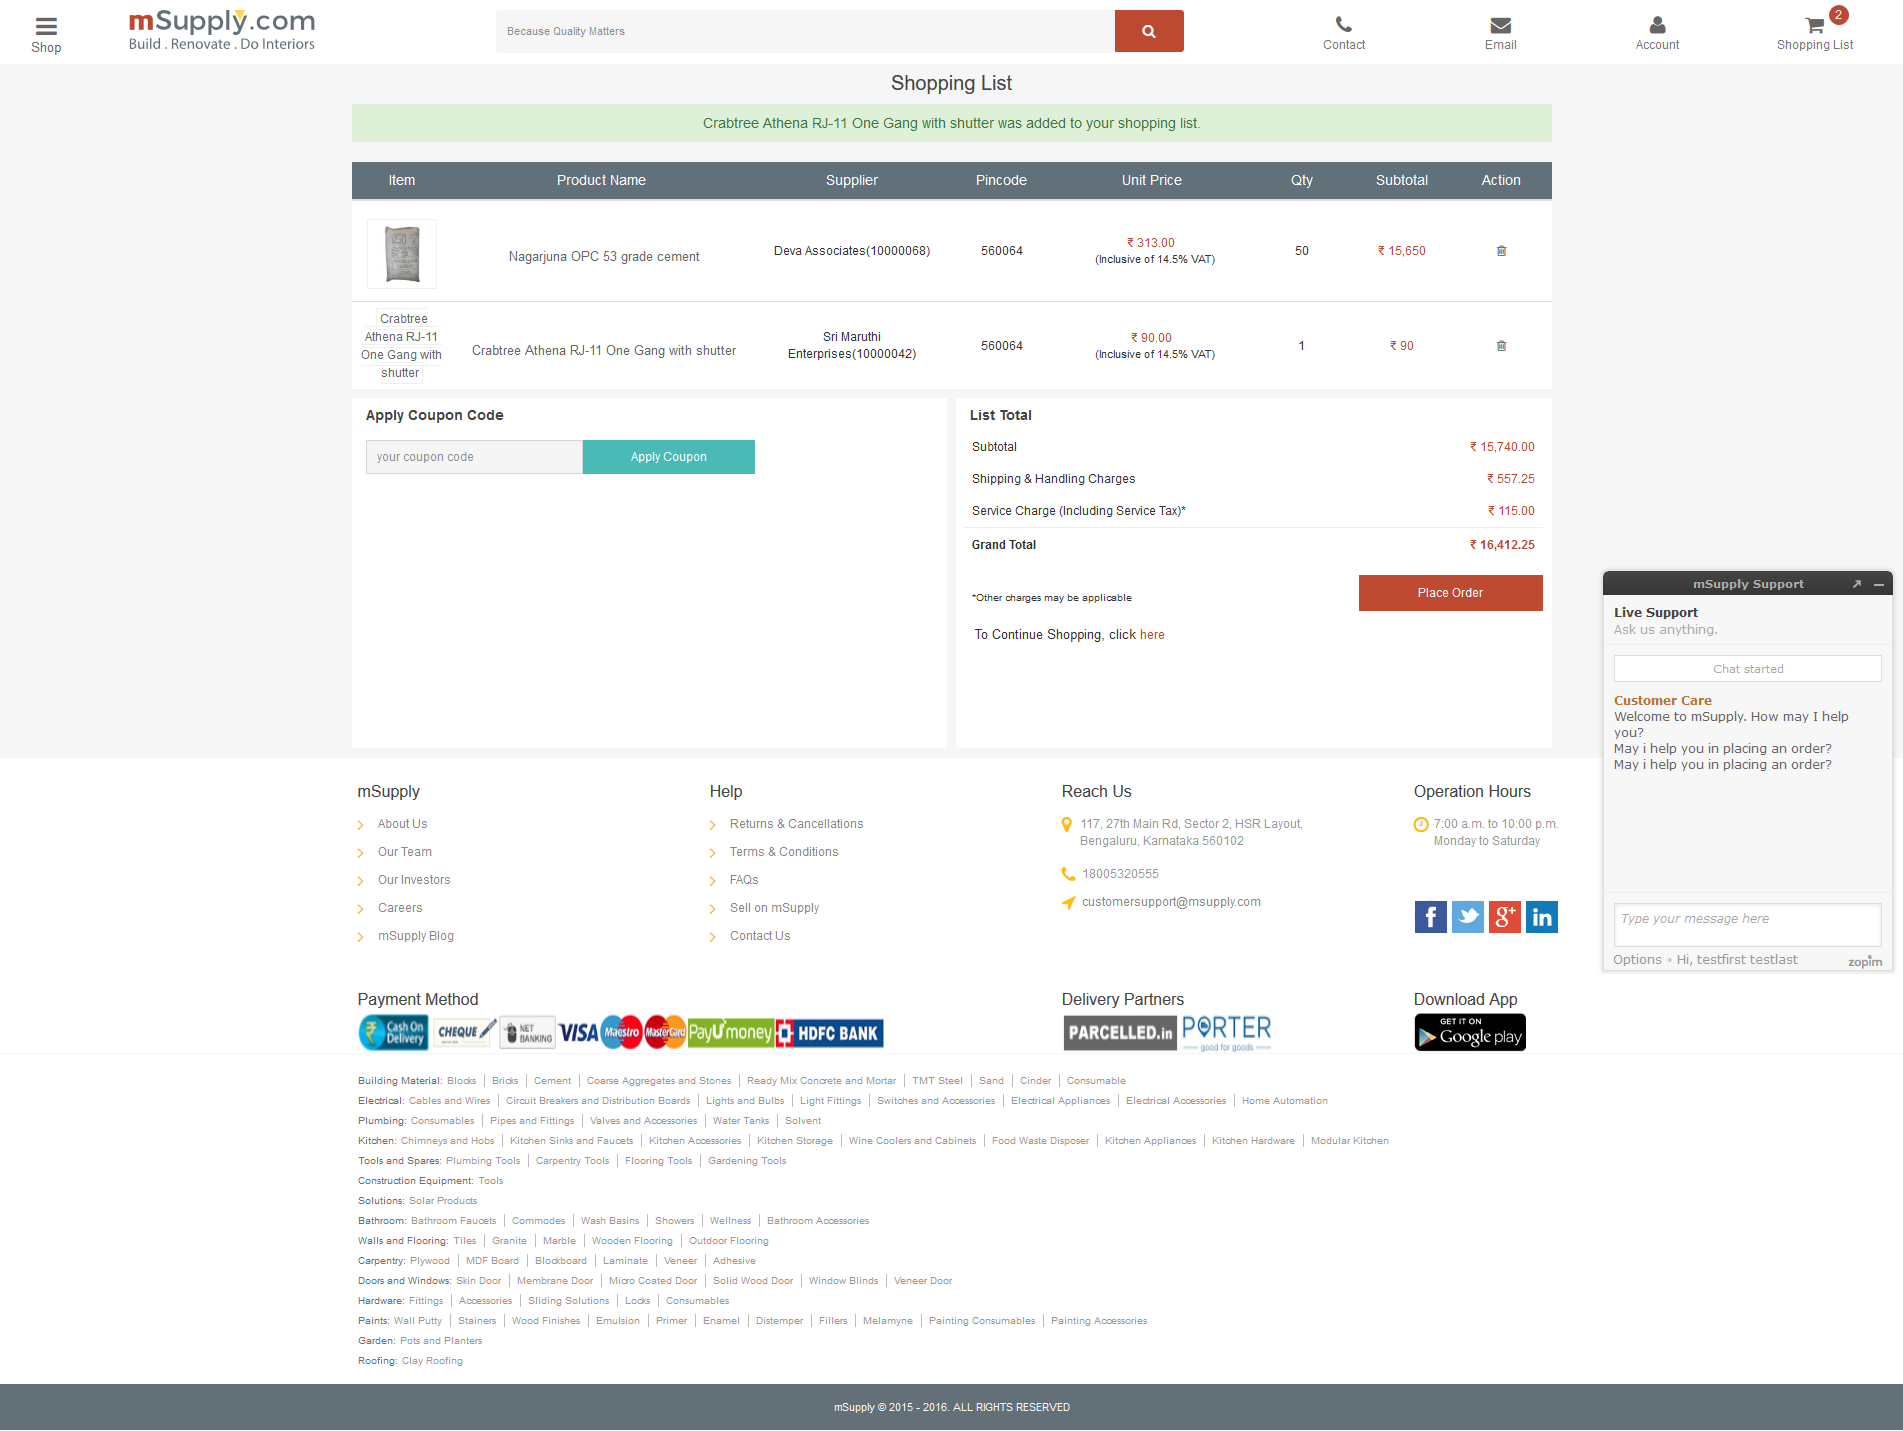 Shop
mSupply.com
Build . Renovate . Do Interiors
Because Quality Matters
Contact
Email
Account
2
Shopping List
Shopping List
Crabtree Athena RJ-11 One Gang with shutter was added to your shopping list.
Item Product Name Supplier Pincode Unit Price Qty Subtotal Action
Nagarjuna OPC 53 grade cement Deva Associates(10000068) 560064 ₹ 313.00 (Inclusive of 14.5% VAT) 50 ₹ 15,650
Crabtree
Athena RJ-11
One Gang with
shutter
Crabtree Athena RJ-11 One Gang with shutter
Sri Maruthi
Enterprises(10000042)
560064
₹ 90.00
(Inclusive of 14.5% VAT)
1
₹ 90
Apply Coupon Code
your coupon code
Apply Coupon
List Total
Subtotal ₹ 15,740.00
Shipping & Handling Charges ₹ 557.25
Service Charge (Including Service Tax)* ₹ 115.00
Grand Total ₹ 16,412.25
*Other charges may be applicable
Place Order
To Continue Shopping, click here
mSupply Support
Live Support
Ask us anything.
Chat started
Customer Care
Welcome to mSupply. How may I help
you?
May i help you in placing an order?
May i help you in placing an order?
Type your message here
Options • Hi, testfirst testlast
zopim
mSupply
About Us
Our Team
Our Investors
Careers
mSupply Blog
Help
Returns & Cancellations
Terms & Conditions
FAQs
Sell on mSupply
Contact Us
Reach Us
117, 27th Main Rd, Sector 2, HSR Layout,
Bengaluru, Karnataka 560102
18005320555
customersupport@msupply.com
Operation Hours
7:00 a.m. to 10:00 p.m.
Monday to Saturday
f
g+
in
Payment Method
₹ Cash On
Delivery
CHEQUE
NET
BANKING
VISA
Maestro
MasterCard
PayUmoney
HDFC BANK
Delivery Partners
PARCELLED.in
PORTER
good for goods
Download App
GET IT ON
Google play
Building Material: Blocks | Bricks | Cement | Coarse Aggregates and Stones | Ready Mix Concrete and Mortar | TMT Steel | Sand | Cinder | Consumable
Electrical: Cables and Wires | Circuit Breakers and Distribution Boards | Lights and Bulbs | Light Fittings | Switches and Accessories | Electrical Appliances | Electrical Accessories | Home Automation
Plumbing: Consumables | Pipes and Fittings | Valves and Accessories | Water Tanks | Solvent
Kitchen: Chimneys and Hobs | Kitchen Sinks and Faucets | Kitchen Accessories | Kitchen Storage | Wine Coolers and Cabinets | Food Waste Disposer | Kitchen Appliances | Kitchen Hardware | Modular Kitchen
Tools and Spares: Plumbing Tools | Carpentry Tools | Flooring Tools | Gardening Tools
Construction Equipment: Tools
Solutions: Solar Products
Bathroom: Bathroom Faucets | Commodes | Wash Basins | Showers | Wellness | Bathroom Accessories
Walls and Flooring: Tiles | Granite | Marble | Wooden Flooring | Outdoor Flooring
Carpentry: Plywood | MDF Board | Blockboard | Laminate | Veneer | Adhesive
Doors and Windows: Skin Door | Membrane Door | Micro Coated Door | Solid Wood Door | Window Blinds | Veneer Door
Hardware: Fittings | Accessories | Sliding Solutions | Locks | Consumables
Paints: Wall Putty | Stainers | Wood Finishes | Emulsion | Primer | Enamel | Distemper | Fillers | Melamyne | Painting Consumables | Painting Accessories
Garden: Pots and Planters
Roofing: Clay Roofing
mSupply © 2015 - 2016. ALL RIGHTS RESERVED